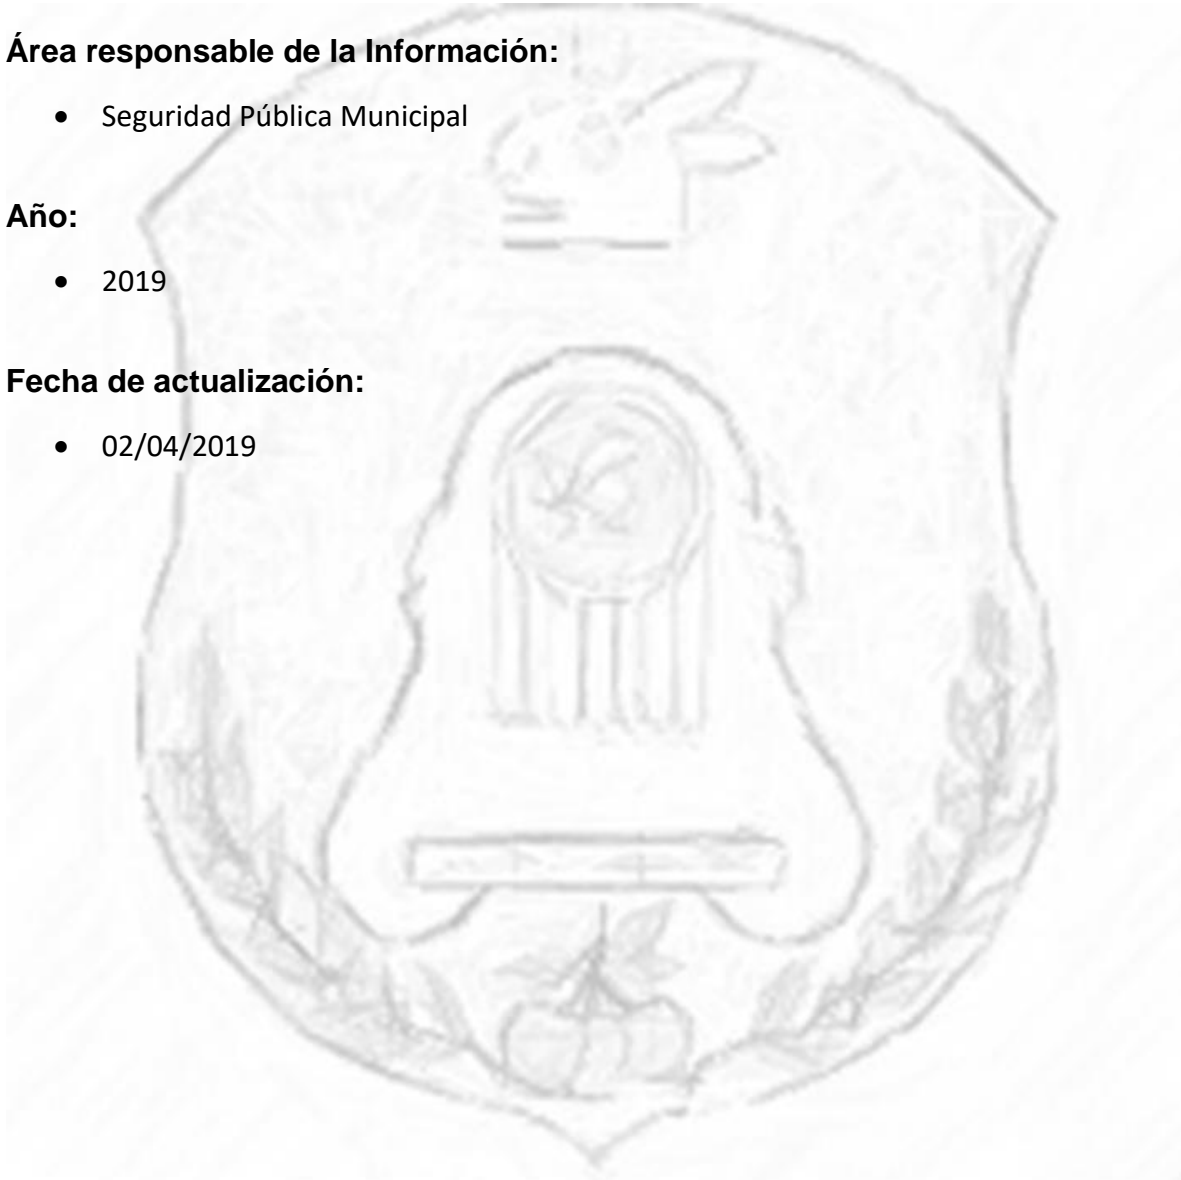 Área responsable de la Información:
• Seguridad Pública Municipal
Año:
• 2019
Fecha de actualización:
• 02/04/2019